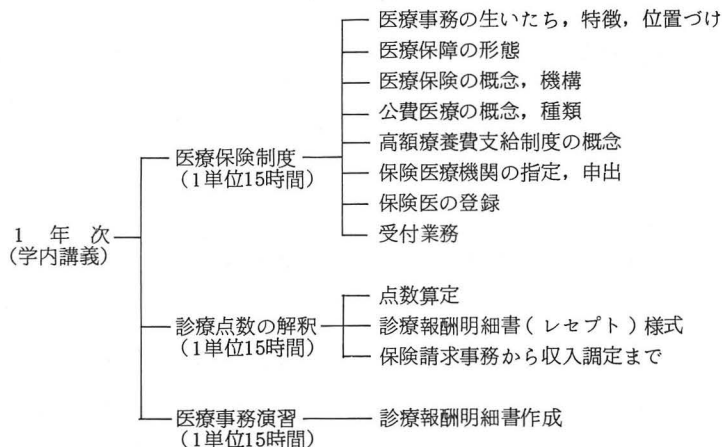 医療事務の生いたち，特徴，位置づけ
医療保障の形態
医療保険の概念，機構
公費医療の概念，種類
医療保険制度
(1単位15時間)
高額療養費支給制度の概念
保険医療機関の指定，申出
保険医の登録
受付業務
1年次
(学内講義)
点数算定
診療点数の解釈
(1単位15時間)
診療報酬明細書(レセプト)様式
保険請求事務から収入調定まで
医療事務演習
(1単位15時間)
診療報酬明細書作成